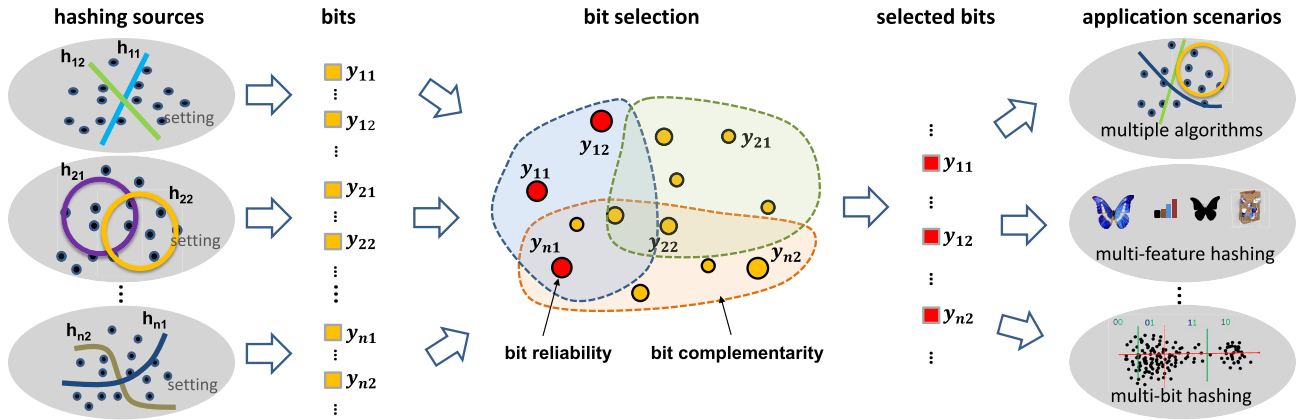 hashing sources
bits
bit selection
selected bits
application scenarios
h12
h11
setting
h21
h22
setting
h n2
h n1
setting
y11
y12
y21
y22
yn1
yn2
y12
y11
y21
y22
yn1
yn2
bit reliability
bit complementarity
y11
y12
yn2
multiple algorithms
multi-feature hashing
00 01 11 10
multi-bit hashing